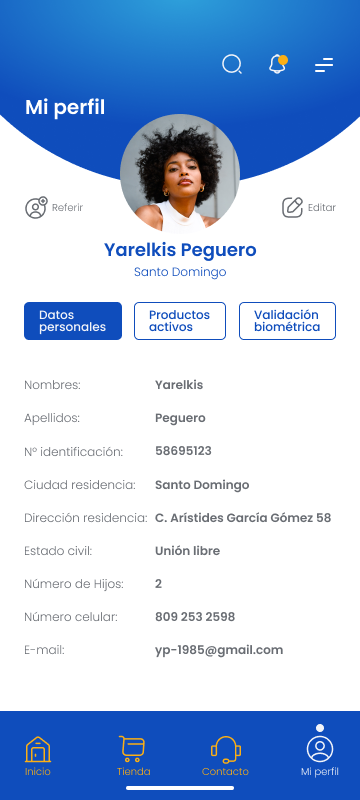 Mi perfil
Referir
Editar
Yarelkis Peguero
Santo Domingo
Datos
personales
Productos
activos
Validación
biométrica
Nombres: Yarelkis
Apellidos: Peguero
Nº identificación: 58695123
Ciudad residencia: Santo Domingo
Dirección residencia: C. Arístides García Gómez 58
Estado civil: Unión libre
Número de Hijos: 2
Número celular: 809 253 2598
E-mail: yp-1985@gmail.com
Inicio
Tienda
Contacto
Mi perfil